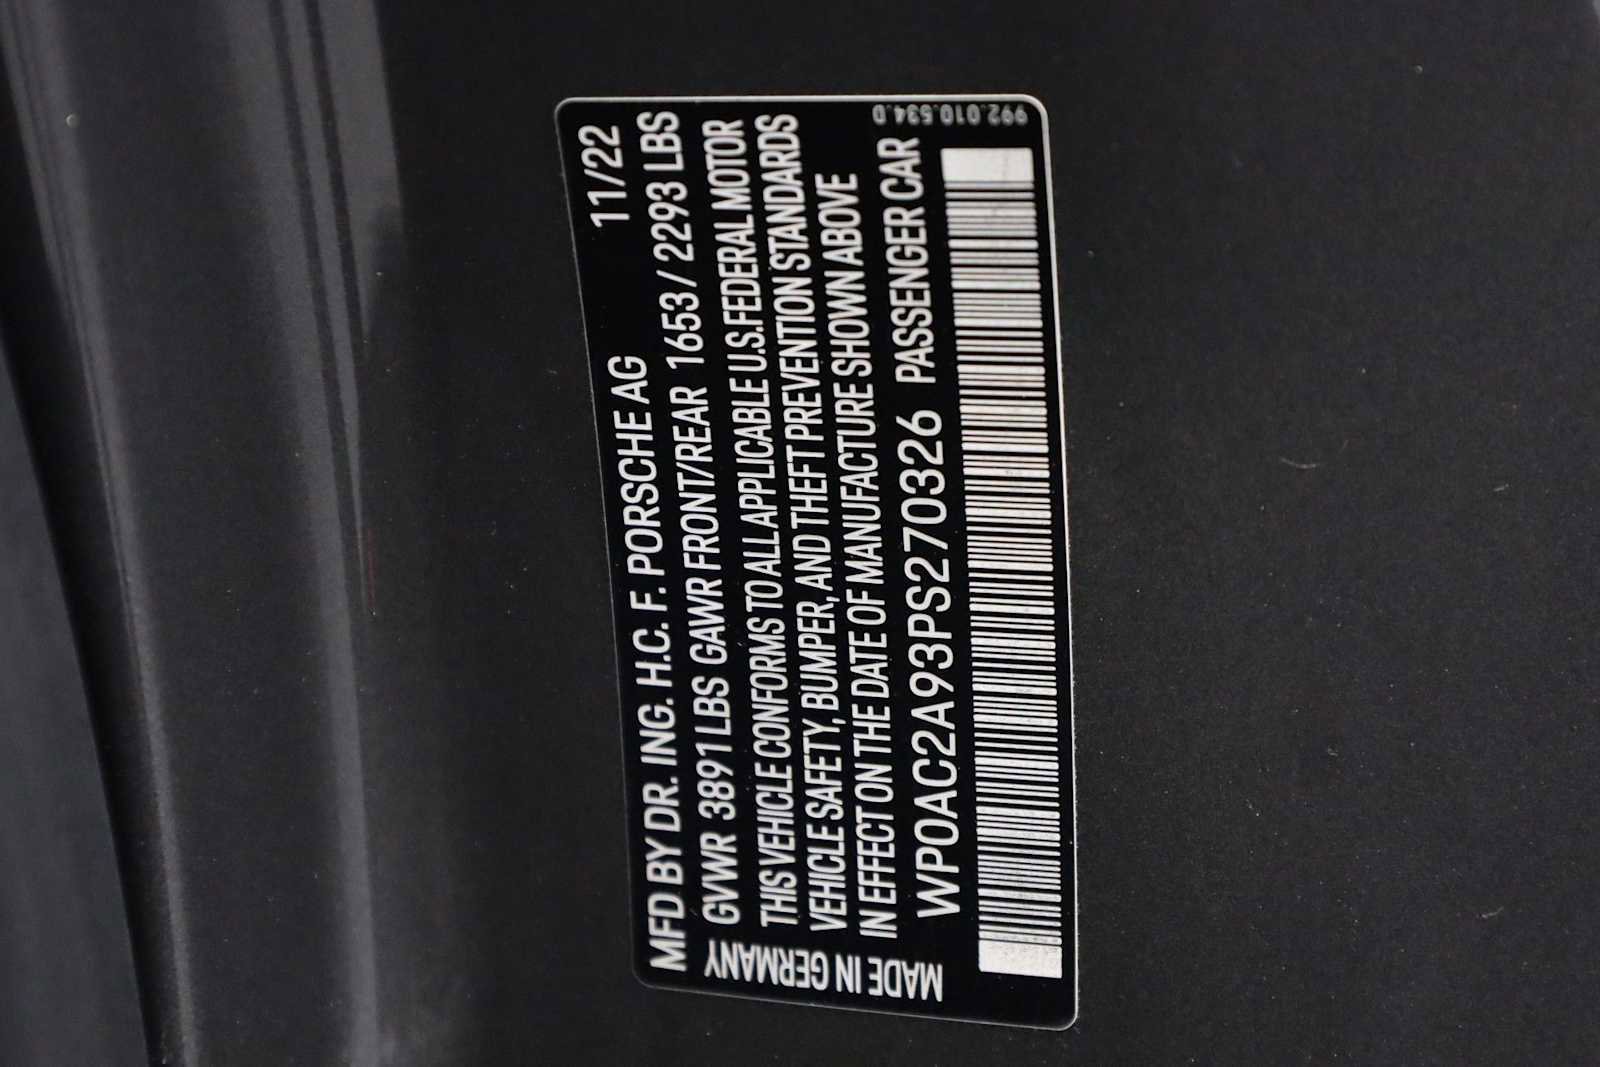 MFD BY DR. ING. H.C. F. PORSCHE AG 11/22
GVWR 3891 LBS GAWR FRONT/REAR 1653 / 2293 LBS
THIS VEHICLE CONFORMS TO ALL APPLICABLE U.S. FEDERAL MOTOR
VEHICLE SAFETY, BUMPER, AND THEFT PREVENTION STANDARDS
IN EFFECT ON THE DATE OF MANUFACTURE SHOWN ABOVE
WP0AC2A93PS270326 PASSENGER CAR
MADE IN GERMANY
992.010.534.D